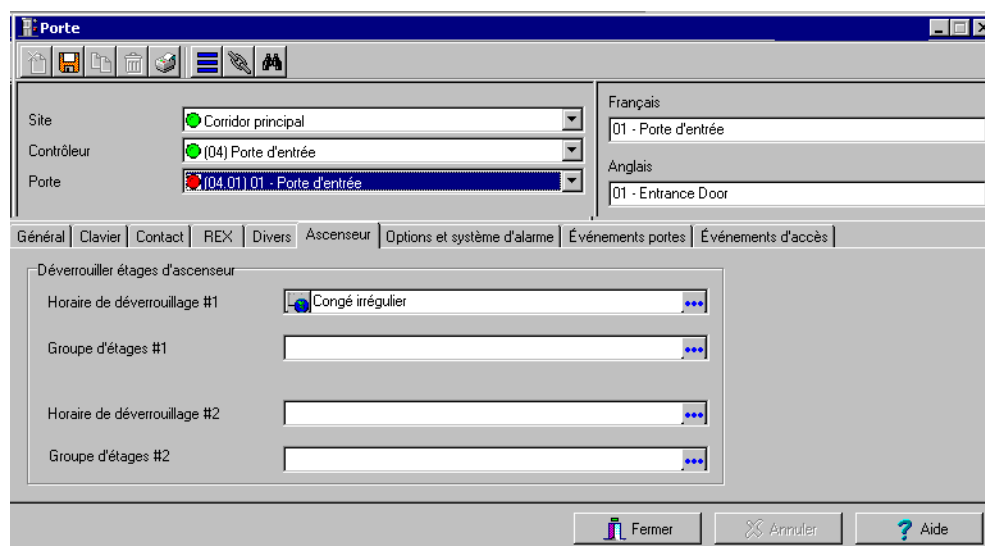 Porte
Site
Corridor principal
Contrôleur
(04) Porte d'entrée
Porte
(04.01) 01 - Porte d'entrée
Français
01 - Porte d'entrée
Anglais
01 - Entrance Door
Général Clavier Contact REX Divers Ascenseur Options et système d'alarme Événements portes Événements d'accès
Déverrouiller étages d'ascenseur
Horaire de déverrouillage #1
Congé irrégulier
Groupe d'étages #1
Horaire de déverrouillage #2
Groupe d'étages #2
Fermer Annuler Aide